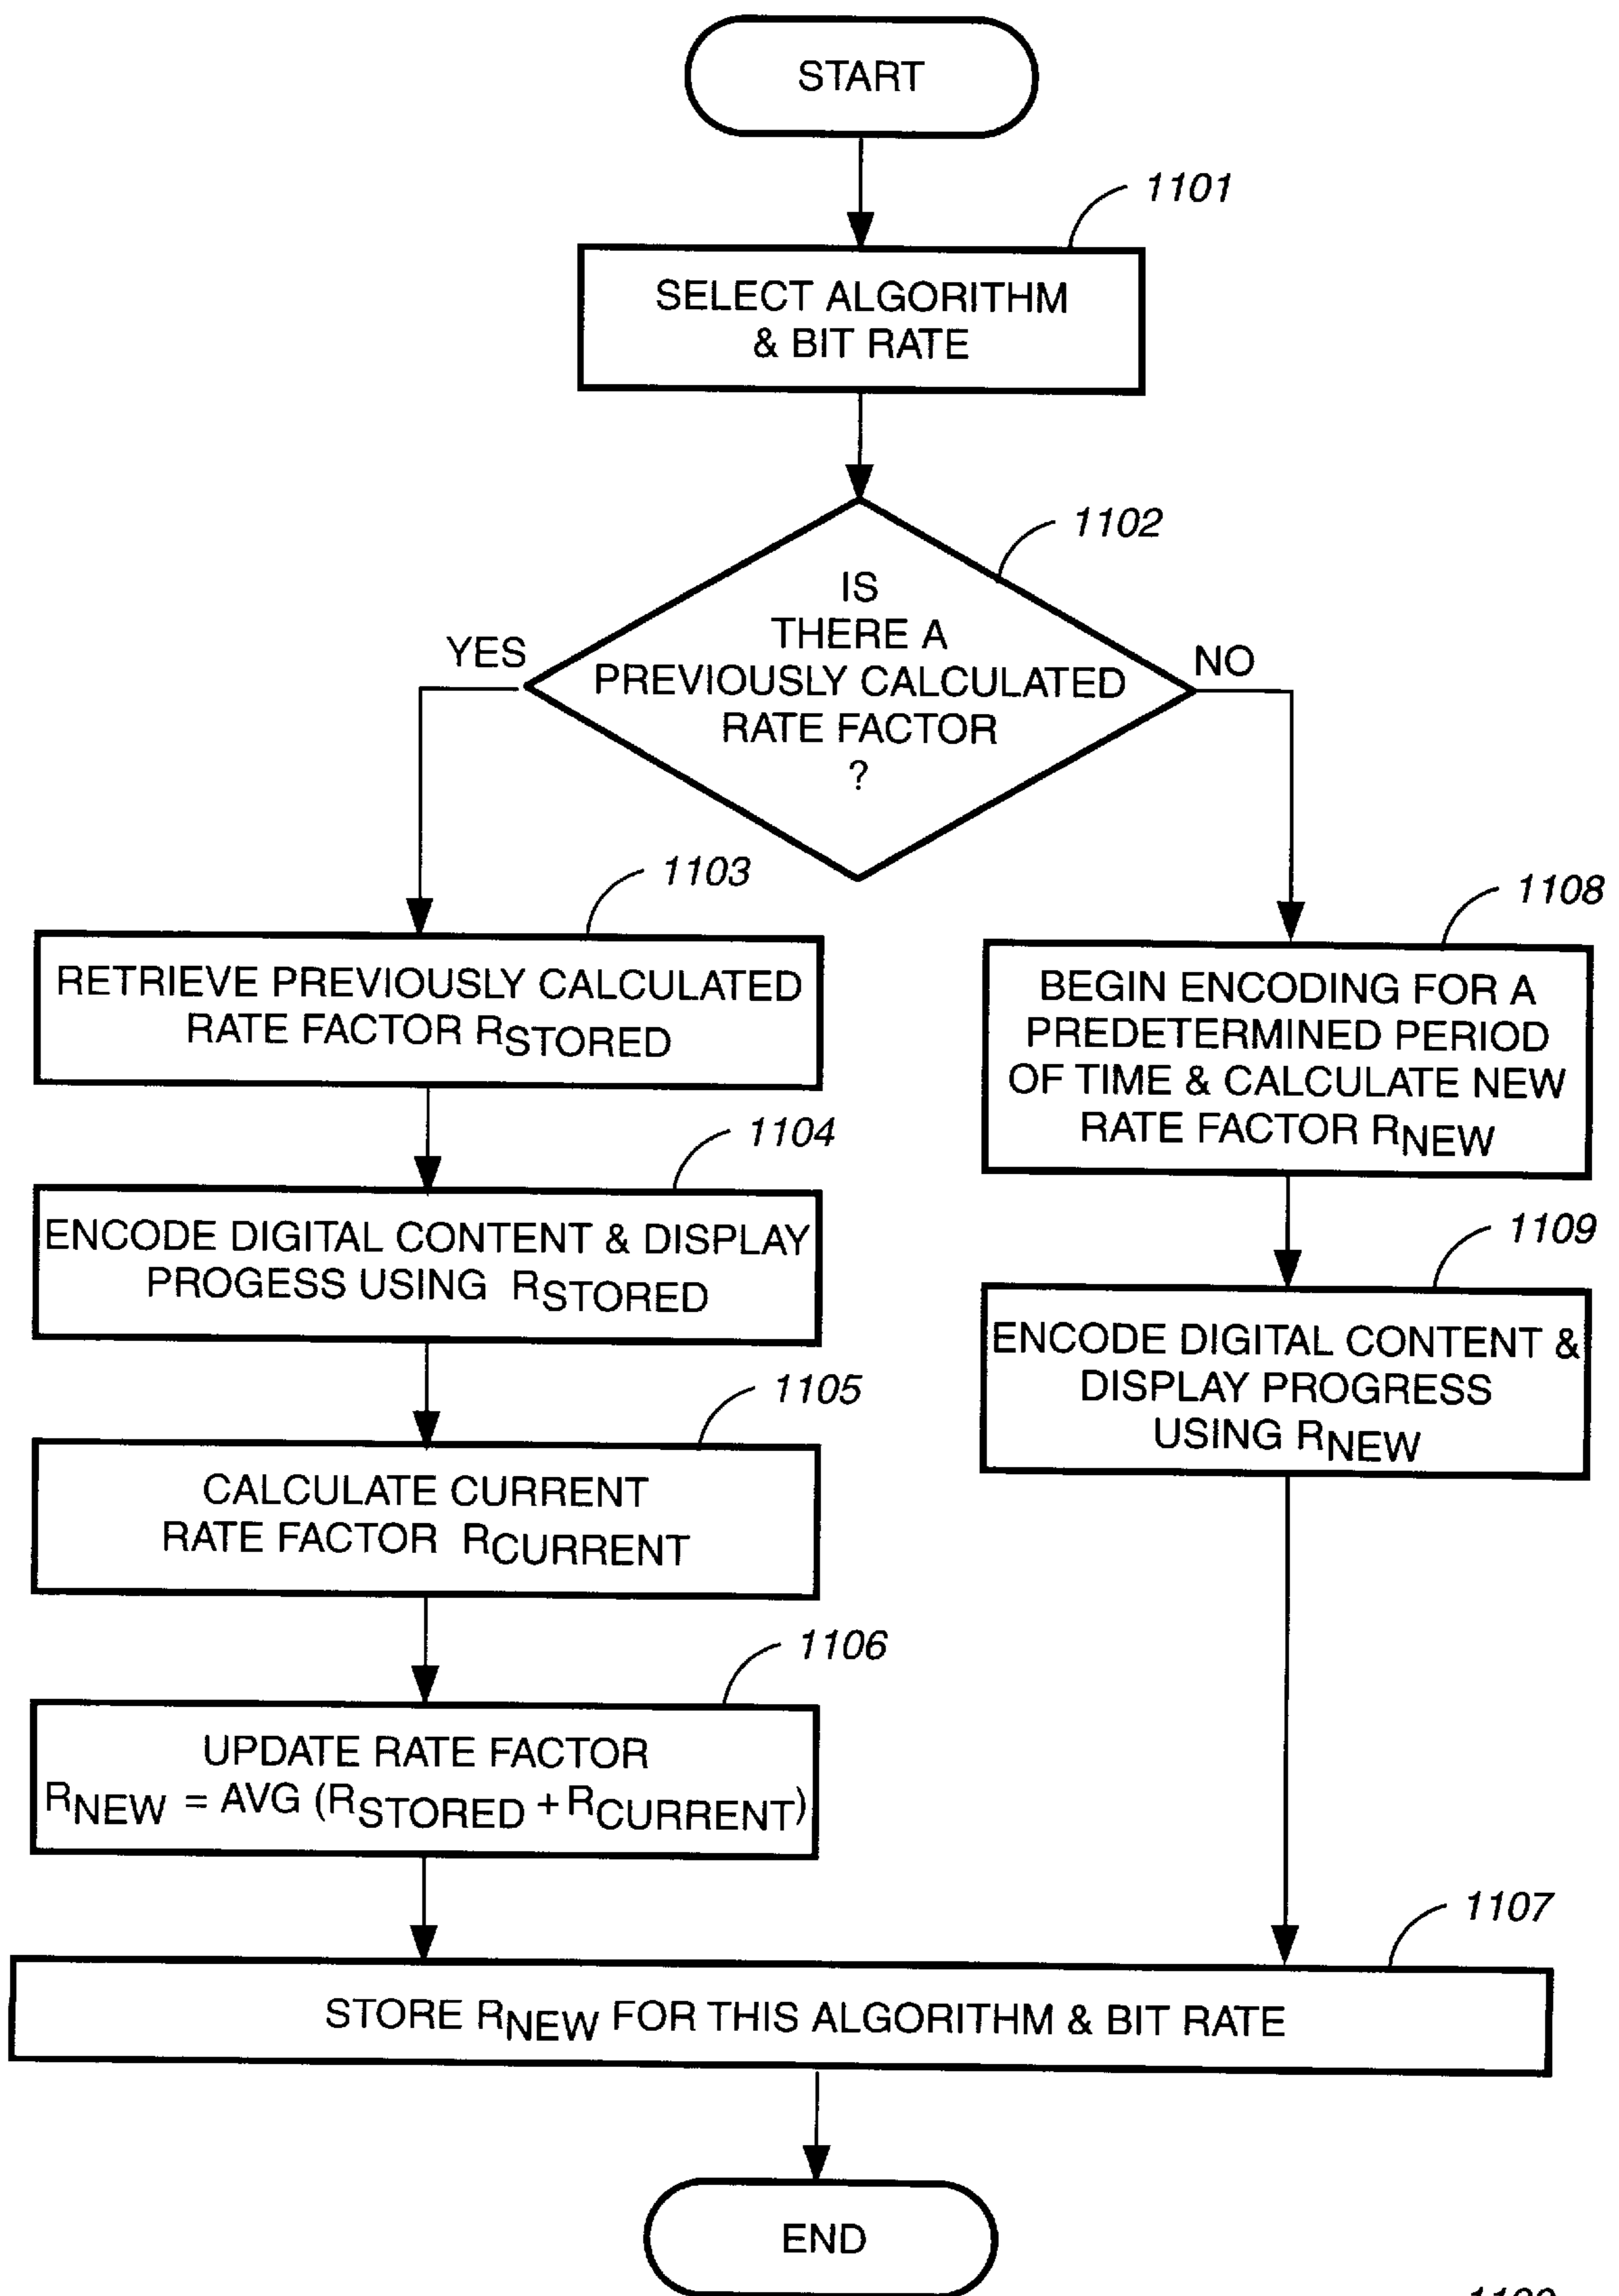 START
1101
SELECT ALGORITHM
& BIT RATE
1102
IS
THERE A
PREVIOUSLY CALCULATED
RATE FACTOR
?
YES
NO
1103
RETRIEVE PREVIOUSLY CALCULATED
RATE FACTOR RSTORED
1104
ENCODE DIGITAL CONTENT & DISPLAY
PROGESS USING RSTORED
1105
CALCULATE CURRENT
RATE FACTOR RCURRENT
1106
UPDATE RATE FACTOR
RNEW = AVG (RSTORED + RCURRENT)
1108
BEGIN ENCODING FOR A
PREDETERMINED PERIOD
OF TIME & CALCULATE NEW
RATE FACTOR RNEW
1109
ENCODE DIGITAL CONTENT &
DISPLAY PROGRESS
USING RNEW
1107
STORE RNEW FOR THIS ALGORITHM & BIT RATE
END